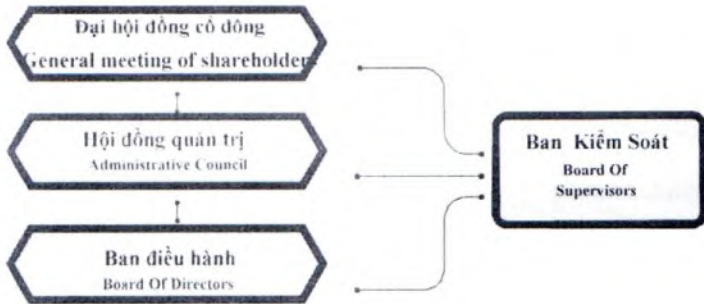 Đại hội đồng cổ đông
General meeting of shareholders
Hội đồng quản trị
Administrative Council
Ban điều hành
Board Of Directors
Ban Kiểm Soát
Board Of
Supervisors